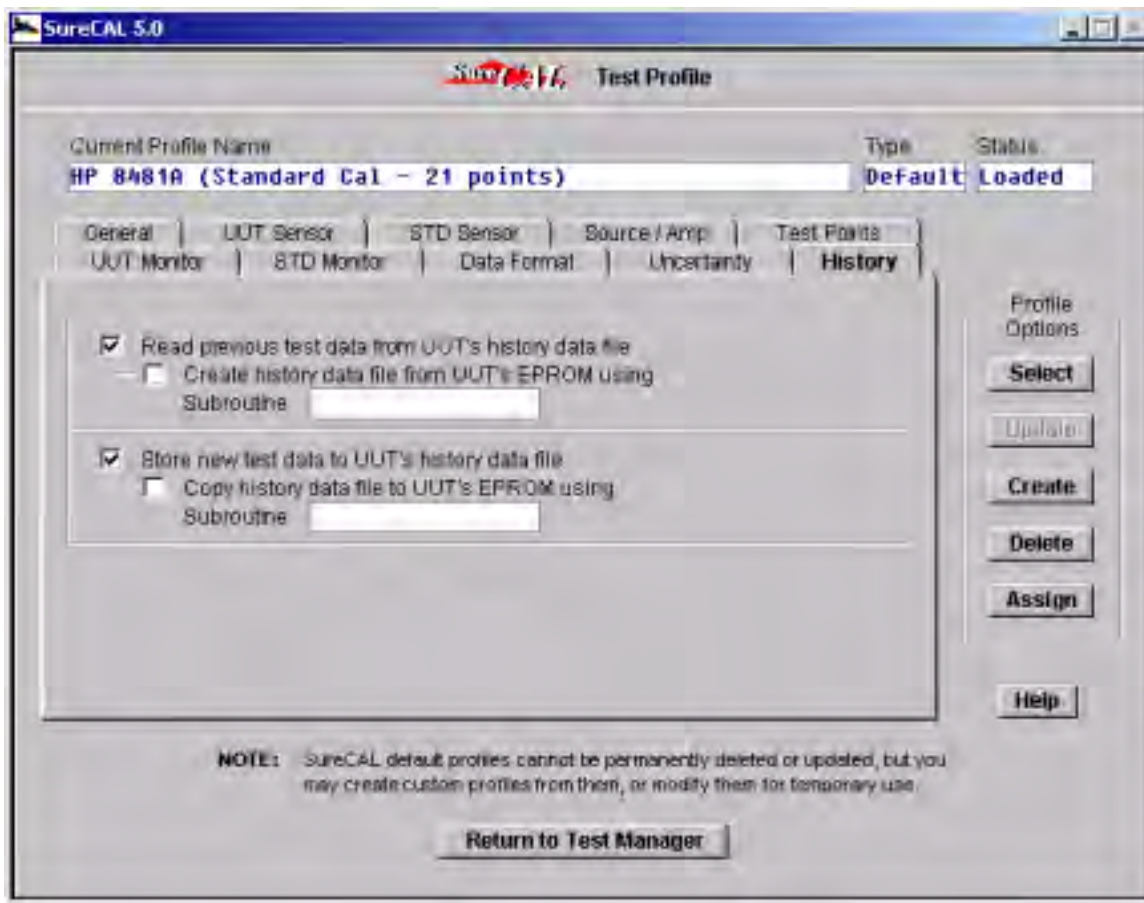 SureCAL 5.0
SureCAL Test Profile
Current Profile Name Type Status
HP 8481A (Standard Cal - 21 points) Default Loaded
General UUT Sensor STD Sensor Source / Amp Test Points
UUT Monitor STD Monitor Data Format Uncertainty History
Profile
Options
Read previous test data from UUT's history data file
Create history data file from UUT's EPROM using
Subroutine
Select
Update
Store new test data to UUT's history data file
Copy history data file to UUT's EPROM using
Subroutine
Create
Delete
Assign
Help
NOTE: SureCAL default profiles cannot be permanently deleted or updated, but you
may create custom profiles from them, or modify them for temporary use.
Return to Test Manager